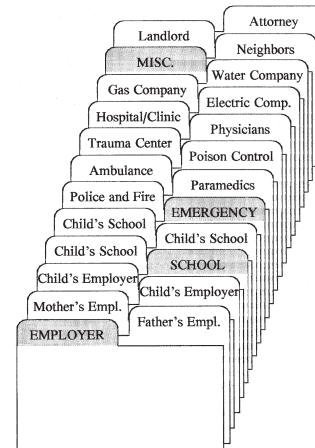 Attorney
Landlord
Neighbors
MISC.
Water Company
Gas Company
Electric Comp.
Hospital/Clinic
Physicians
Trauma Center
Poison Control
Ambulance
Paramedics
Police and Fire
EMERGENCY
Child's School
Child's School
Child's School
SCHOOL
Child's Employer
Child's Employer
Mother's Empl.
Father's Empl.
EMPLOYER